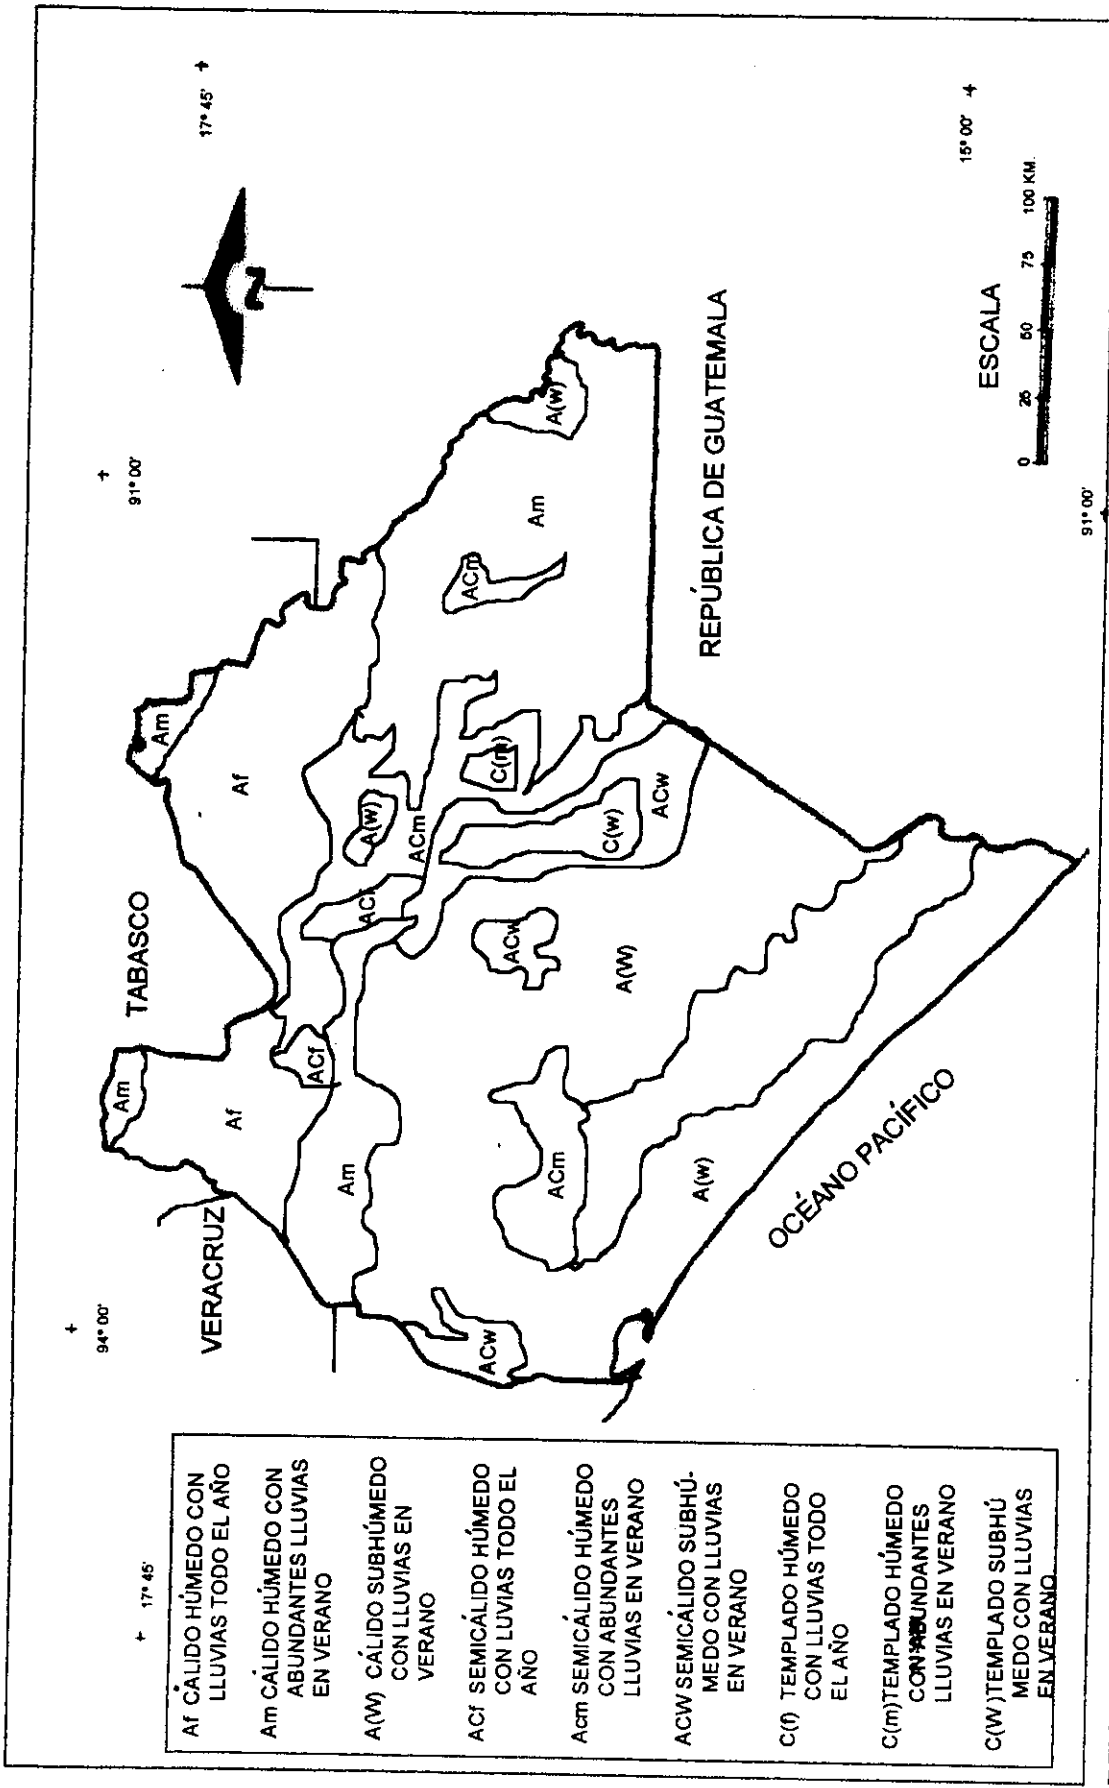 17°45'
94°00'
91°00'
17°45'
N
VERACRUZ
TABASCO
Am
Af
Am
Af
ACf
Am
ACf
A(w)
ACm
ACw
ACw
ACm
A(W)
A(w)
C(m)
C(w)
ACw
ACm
Am
A(w)
REPÚBLICA DE GUATEMALA
OCÉANO PACÍFICO
ESCALA
0 25 50 75 100 KM.
15°00'
91°00'
Af CÁLIDO HÚMEDO CON
LLUVIAS TODO EL AÑO
Am CÁLIDO HÚMEDO CON
ABUNDANTES LLUVIAS
EN VERANO
A(W) CÁLIDO SUBHÚMEDO
CON LLUVIAS EN
VERANO
ACf SEMICÁLIDO HÚMEDO
CON LUVIAS TODO EL
AÑO
Acm SEMICÁLIDO HÚMEDO
CON ABUNDANTES
LLUVIAS EN VERANO
ACW SEMICÁLIDO SUBHÚ-
MEDO CON LLUVIAS
EN VERANO
C(f) TEMPLADO HÚMEDO
CON LLUVIAS TODO
EL AÑO
C(m)TEMPLADO HÚMEDO
CON ABUNDANTES
LLUVIAS EN VERANO
C(W)TEMPLADO SUBHÚ
MEDO CON LLUVIAS
EN VERANO